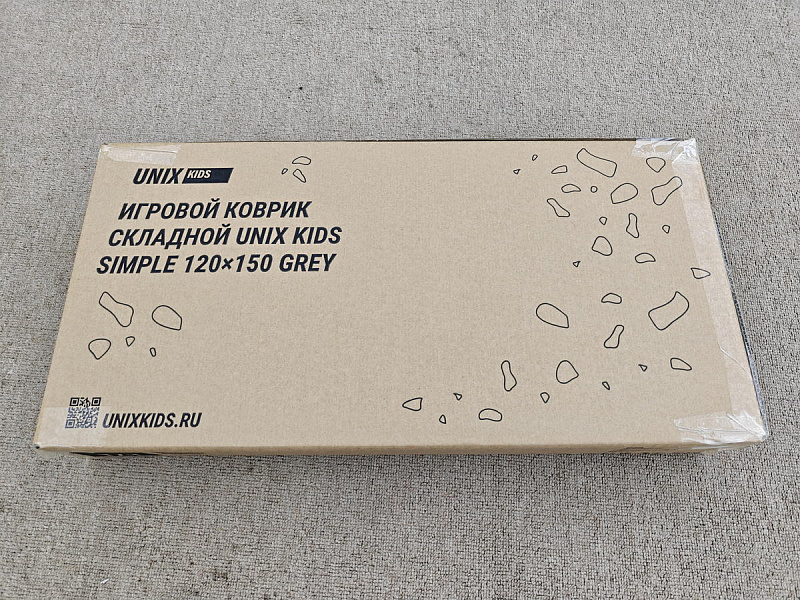 UNIX KIDS
ИГРОВОЙ КОВРИК
СКЛАДНОЙ UNIX KIDS
SIMPLE 120×150 GREY
UNIXKIDS.RU